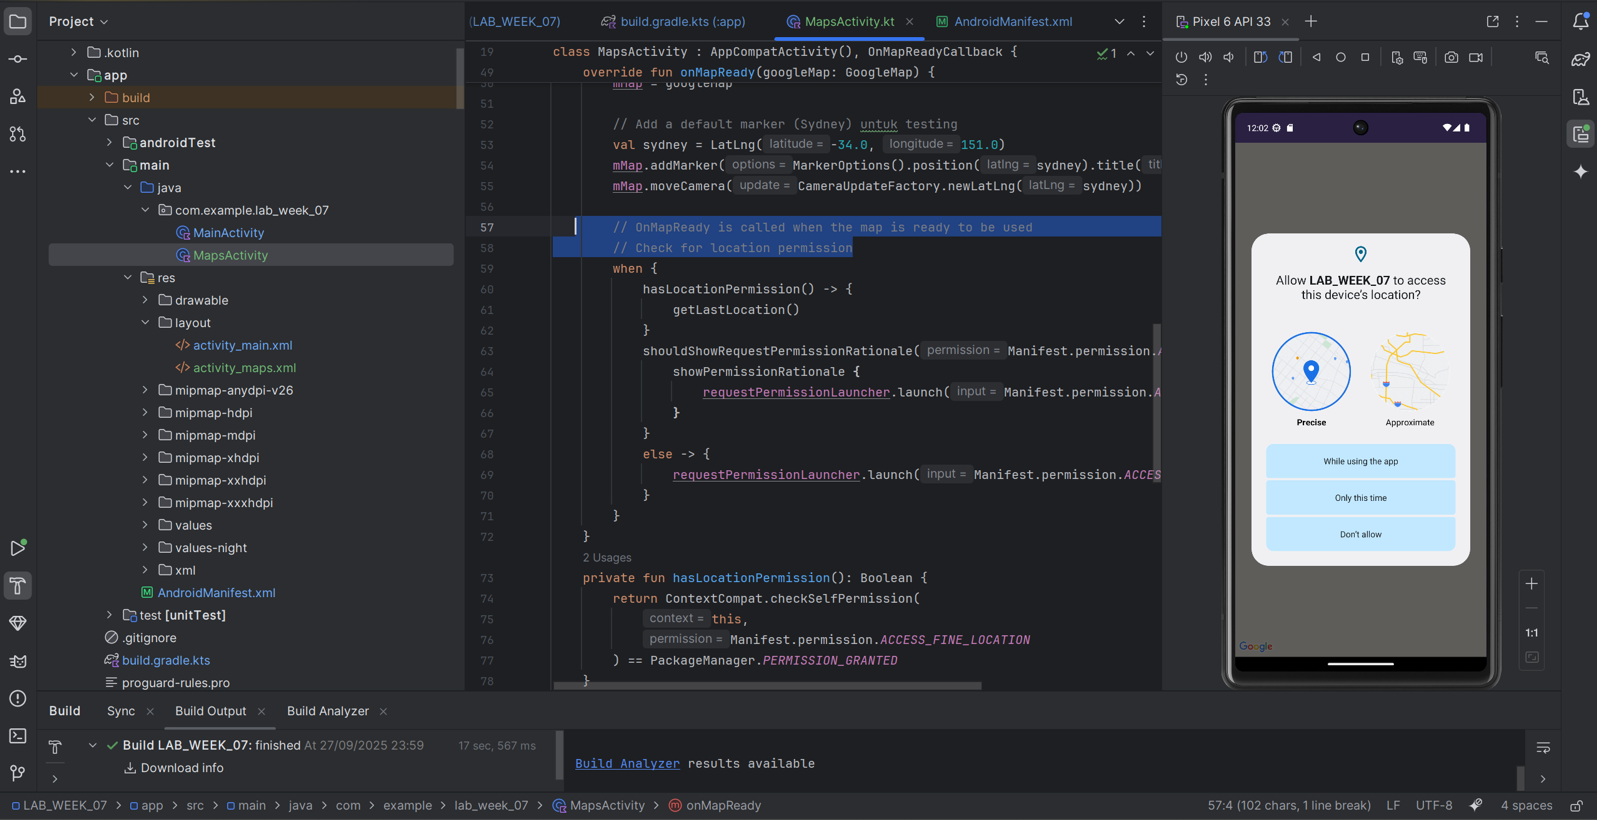 Project
.kotlin
app
build
src
androidTest
main
java
com.example.lab_week_07
MainActivity
MapsActivity
res
drawable
layout
activity_main.xml
activity_maps.xml
mipmap-anydpi-v26
mipmap-hdpi
mipmap-mdpi
mipmap-xhdpi
mipmap-xxhdpi
mipmap-xxxhdpi
values
values-night
xml
AndroidManifest.xml
test [unitTest]
.gitignore
build.gradle.kts
proguard-rules.pro
(LAB_WEEK_07) build.gradle.kts (:app) MapsActivity.kt AndroidManifest.xml
19 class MapsActivity : AppCompatActivity(), OnMapReadyCallback { 1
49 override fun onMapReady(googleMap: GoogleMap) {
50 mMap = googleMap
51
52 // Add a default marker (Sydney) untuk testing
53 val sydney = LatLng( latitude = -34.0, longitude = 151.0)
54 mMap.addMarker( options = MarkerOptions().position( latlng = sydney).title( tit
55 mMap.moveCamera( update = CameraUpdateFactory.newLatLng( latLng = sydney))
56
57 // OnMapReady is called when the map is ready to be used
58 // Check for location permission
59 when {
60 hasLocationPermission() -> {
61 getLastLocation()
62 }
63 shouldShowRequestPermissionRationale( permission = Manifest.permission.A
64 showPermissionRationale {
65 requestPermissionLauncher.launch( input = Manifest.permission.A
66 }
67 }
68 else -> {
69 requestPermissionLauncher.launch( input = Manifest.permission.ACCES
70 }
71 }
72 }
2 Usages
73 private fun hasLocationPermission(): Boolean {
74 return ContextCompat.checkSelfPermission(
75 context = this,
76 permission = Manifest.permission.ACCESS_FINE_LOCATION
77 ) == PackageManager.PERMISSION_GRANTED
78 }
Pixel 6 API 33
12:02
Allow LAB_WEEK_07 to access
this device's location?
Precise Approximate
While using the app
Only this time
Don't allow
Google
1:1
Build Sync Build Output Build Analyzer
Build LAB_WEEK_07: finished At 27/09/2025 23:59 17 sec, 567 ms
Download info
Build Analyzer results available
LAB_WEEK_07 > app > src > main > java > com > example > lab_week_07 > MapsActivity > onMapReady 57:4 (102 chars, 1 line break) LF UTF-8 4 spaces